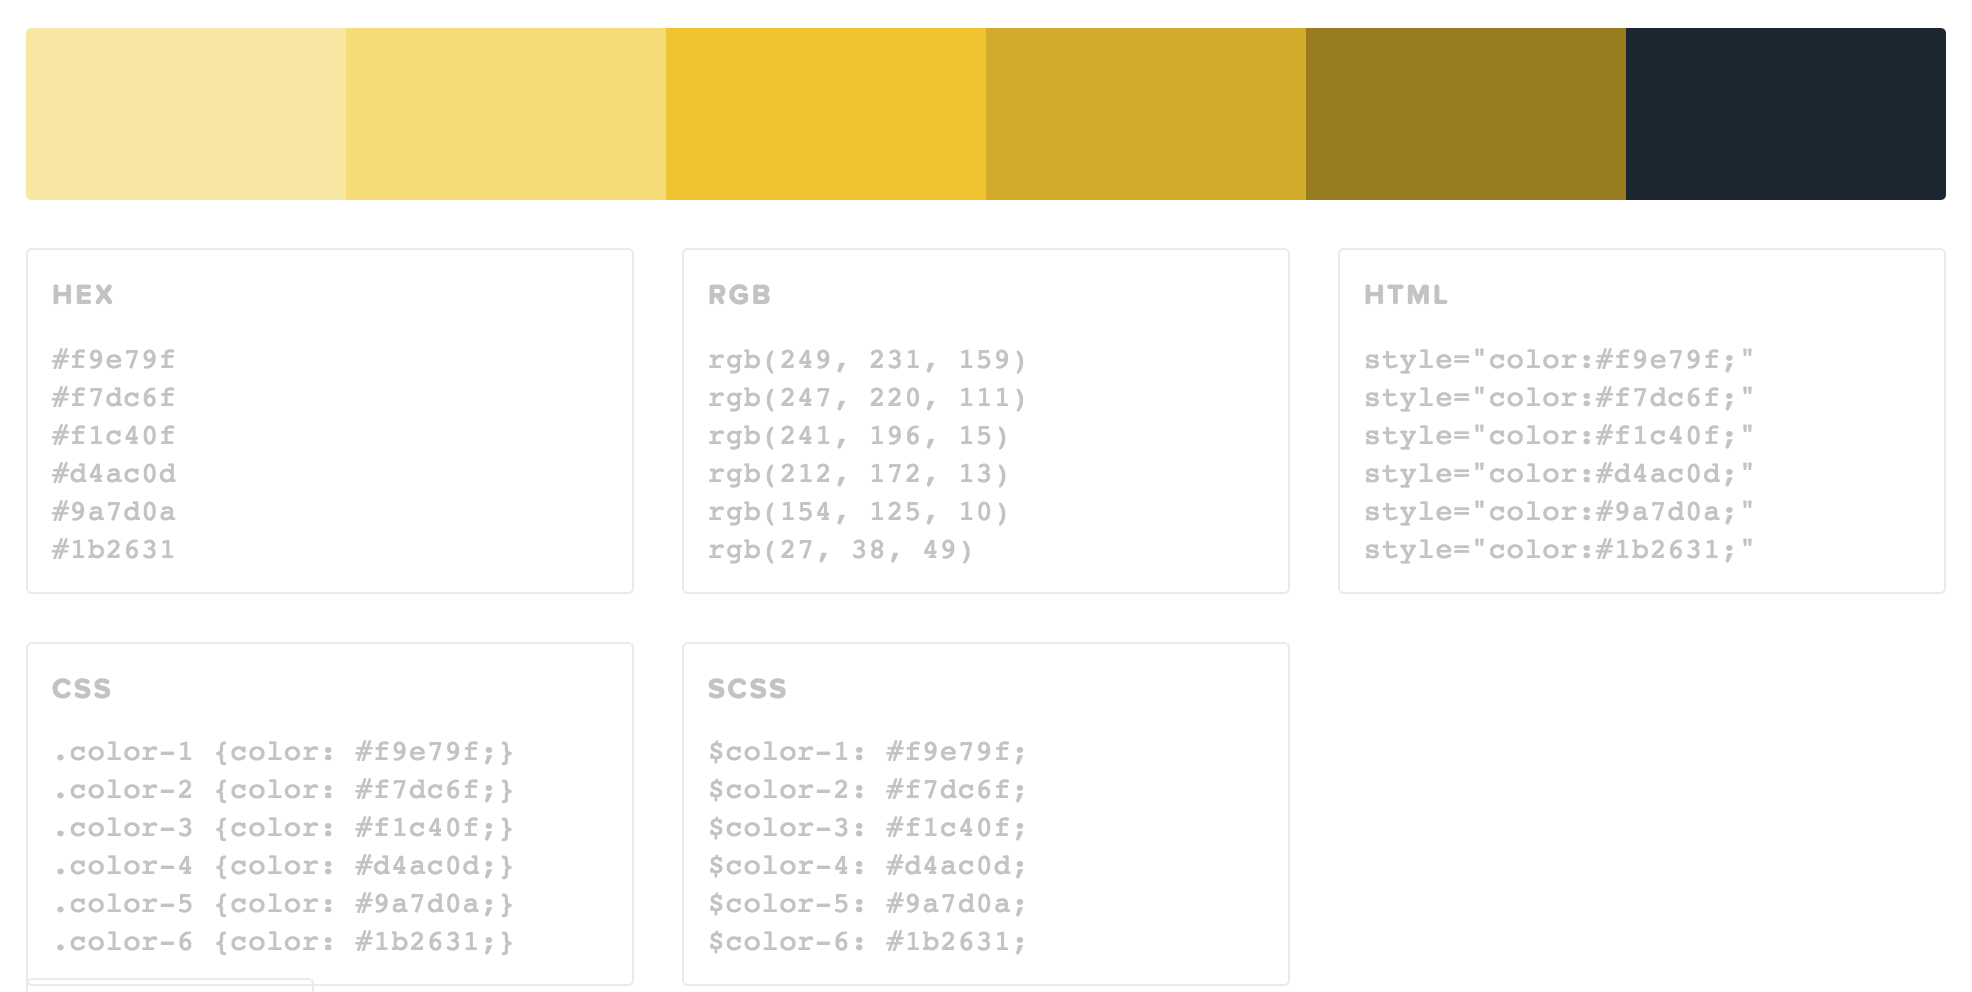 HEX
#f9e79f
#f7dc6f
#f1c40f
#d4ac0d
#9a7d0a
#1b2631
RGB
rgb(249, 231, 159)
rgb(247, 220, 111)
rgb(241, 196, 15)
rgb(212, 172, 13)
rgb(154, 125, 10)
rgb(27, 38, 49)
HTML
style="color:#f9e79f;"
style="color:#f7dc6f;"
style="color:#f1c40f;"
style="color:#d4ac0d;"
style="color:#9a7d0a;"
style="color:#1b2631;"
CSS
.color-1 {color: #f9e79f;}
.color-2 {color: #f7dc6f;}
.color-3 {color: #f1c40f;}
.color-4 {color: #d4ac0d;}
.color-5 {color: #9a7d0a;}
.color-6 {color: #1b2631;}
SCSS
$color-1: #f9e79f;
$color-2: #f7dc6f;
$color-3: #f1c40f;
$color-4: #d4ac0d;
$color-5: #9a7d0a;
$color-6: #1b2631;